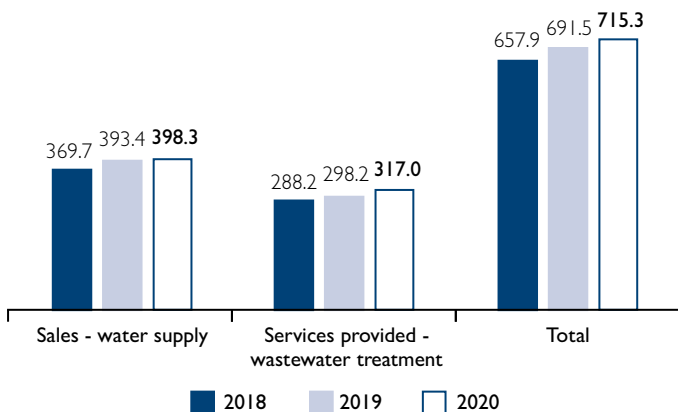 369.7 393.4 398.3
288.2 298.2 317.0
657.9 691.5 715.3
Sales - water supply
Services provided -
wastewater treatment
Total
2018 2019 2020